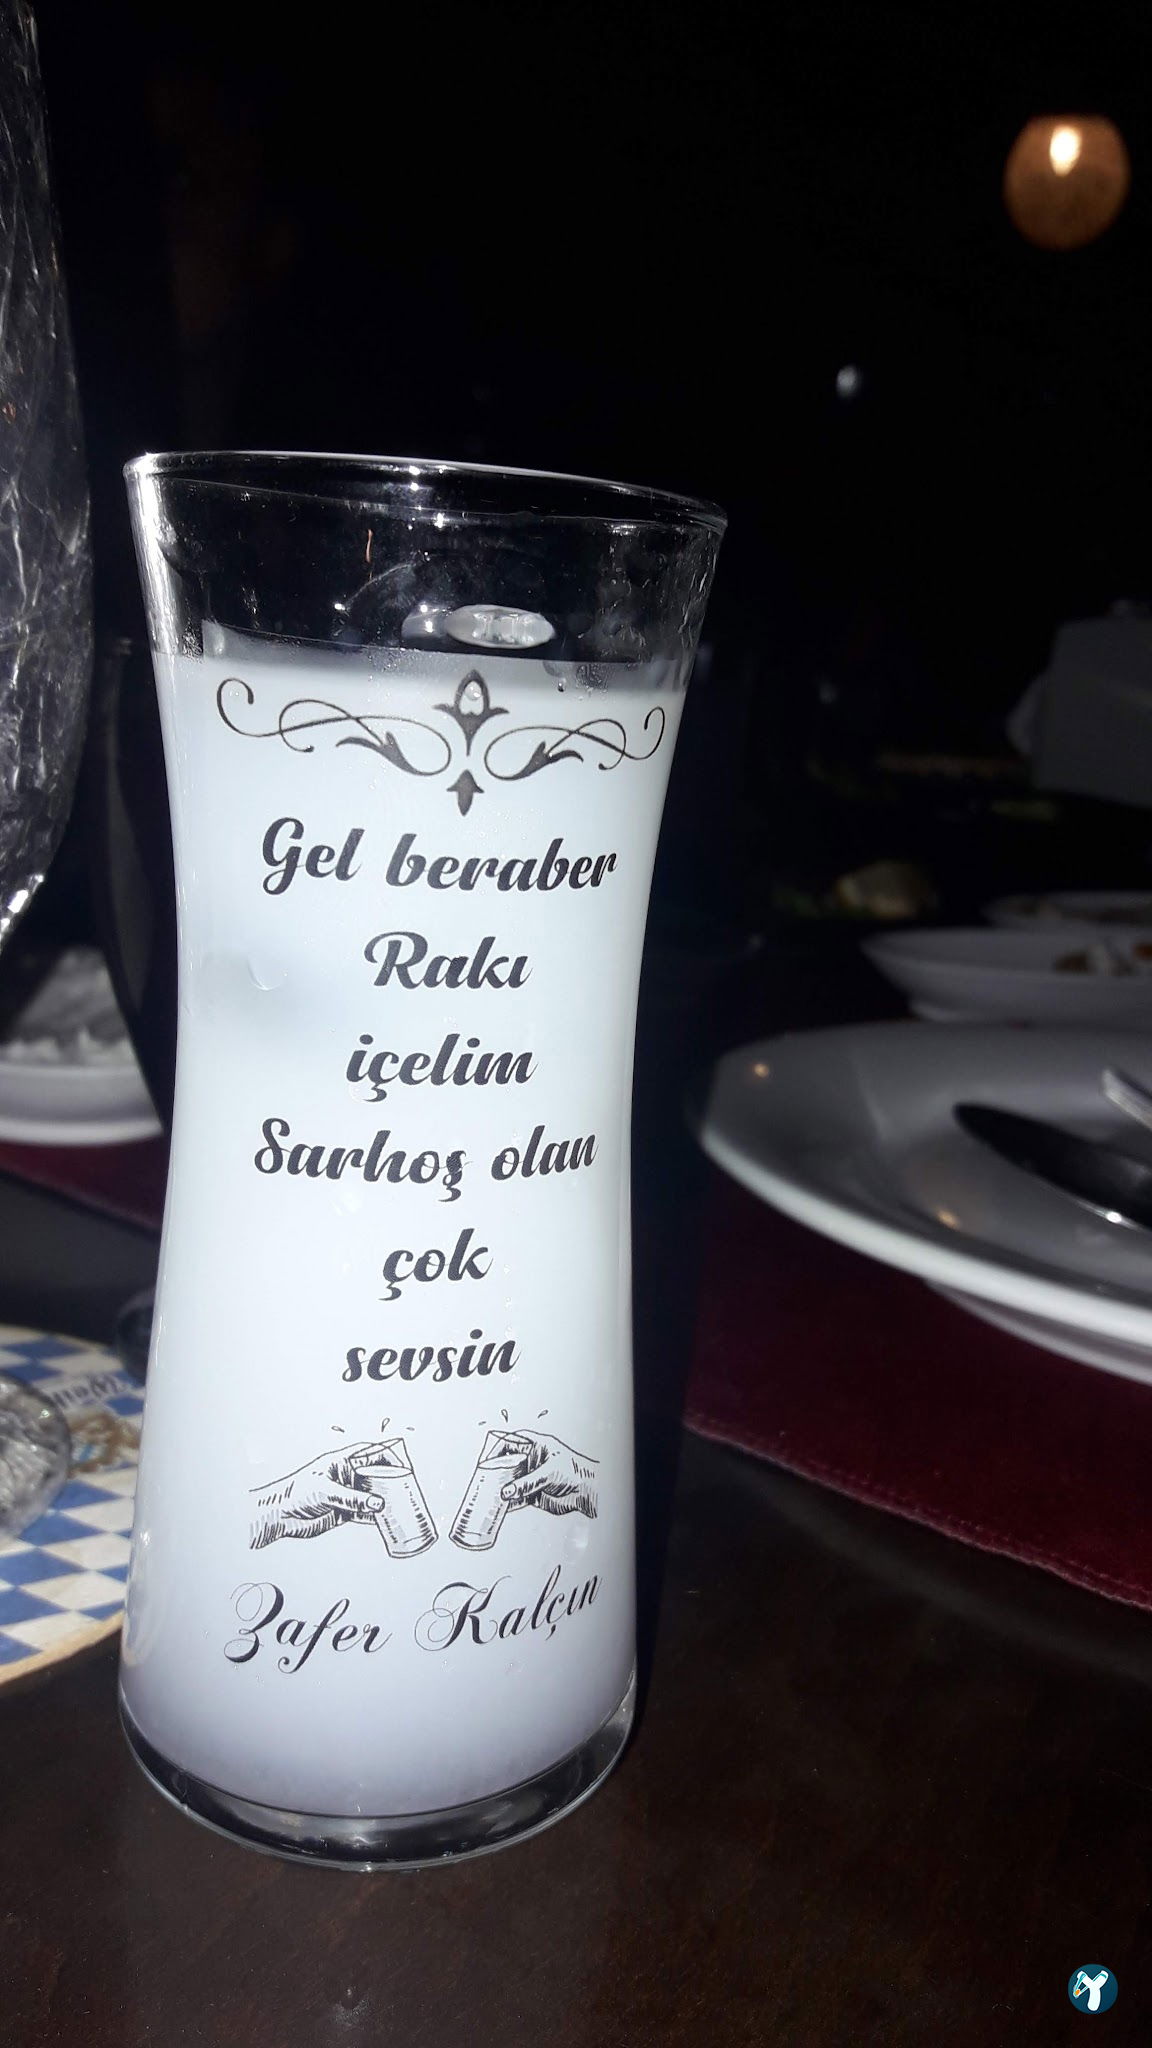 Gel beraber
Rakı
içelim
Sarhoş olan
çok
sevsin
Zafer Kalçın